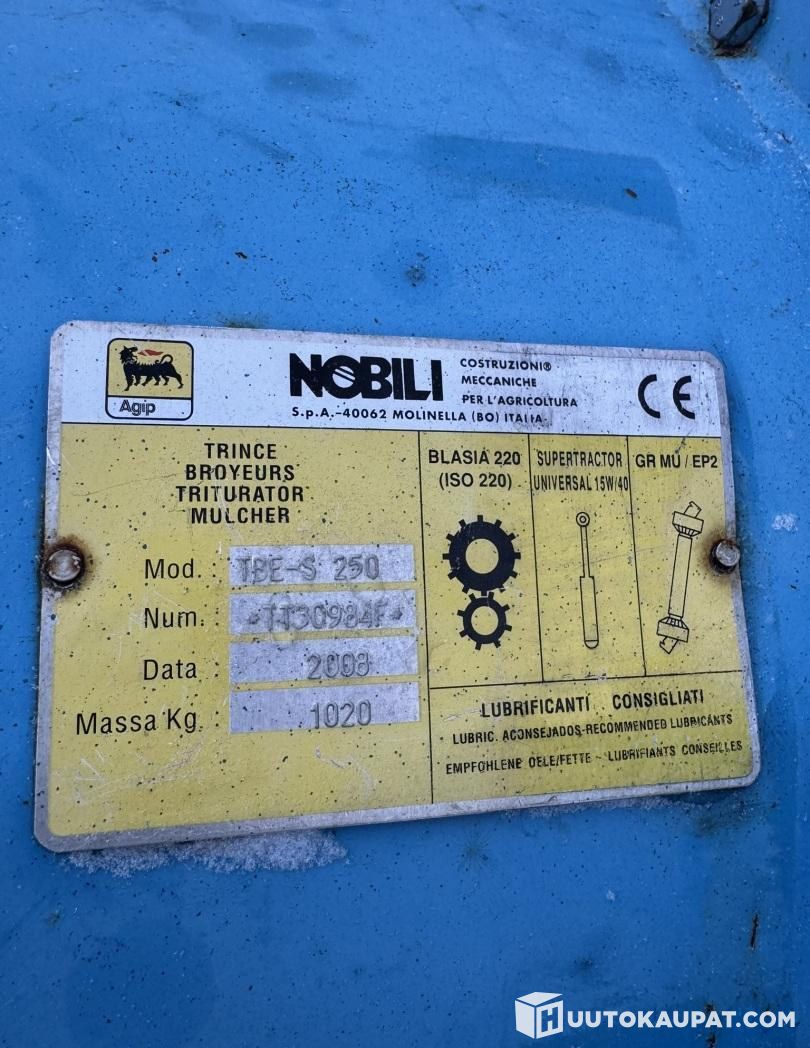 Agip
NOBILI
COSTRUZIONI®
MECCANICHE
PER L'AGRICOLTURA
S.p.A.-40062 MOLINELLA (BO) ITALIA
CE
TRINCE
BROYEURS
TRITURATOR
MULCHER
Mod. TBE-S 250
Num. •TT30984F•
Data 2008
Massa Kg 1020
BLASIA 220
(ISO 220)
SUPERTRACTOR
UNIVERSAL 15W/40
GR MU / EP2
LUBRIFICANTI CONSIGLIATI
LUBRIC. ACONSEJADOS-RECOMMENDED LUBRICANTS
EMPFOHLENE OELE/FETTE - LUBRIFIANTS CONSEILLES
HUUTOKAUPAT.COM